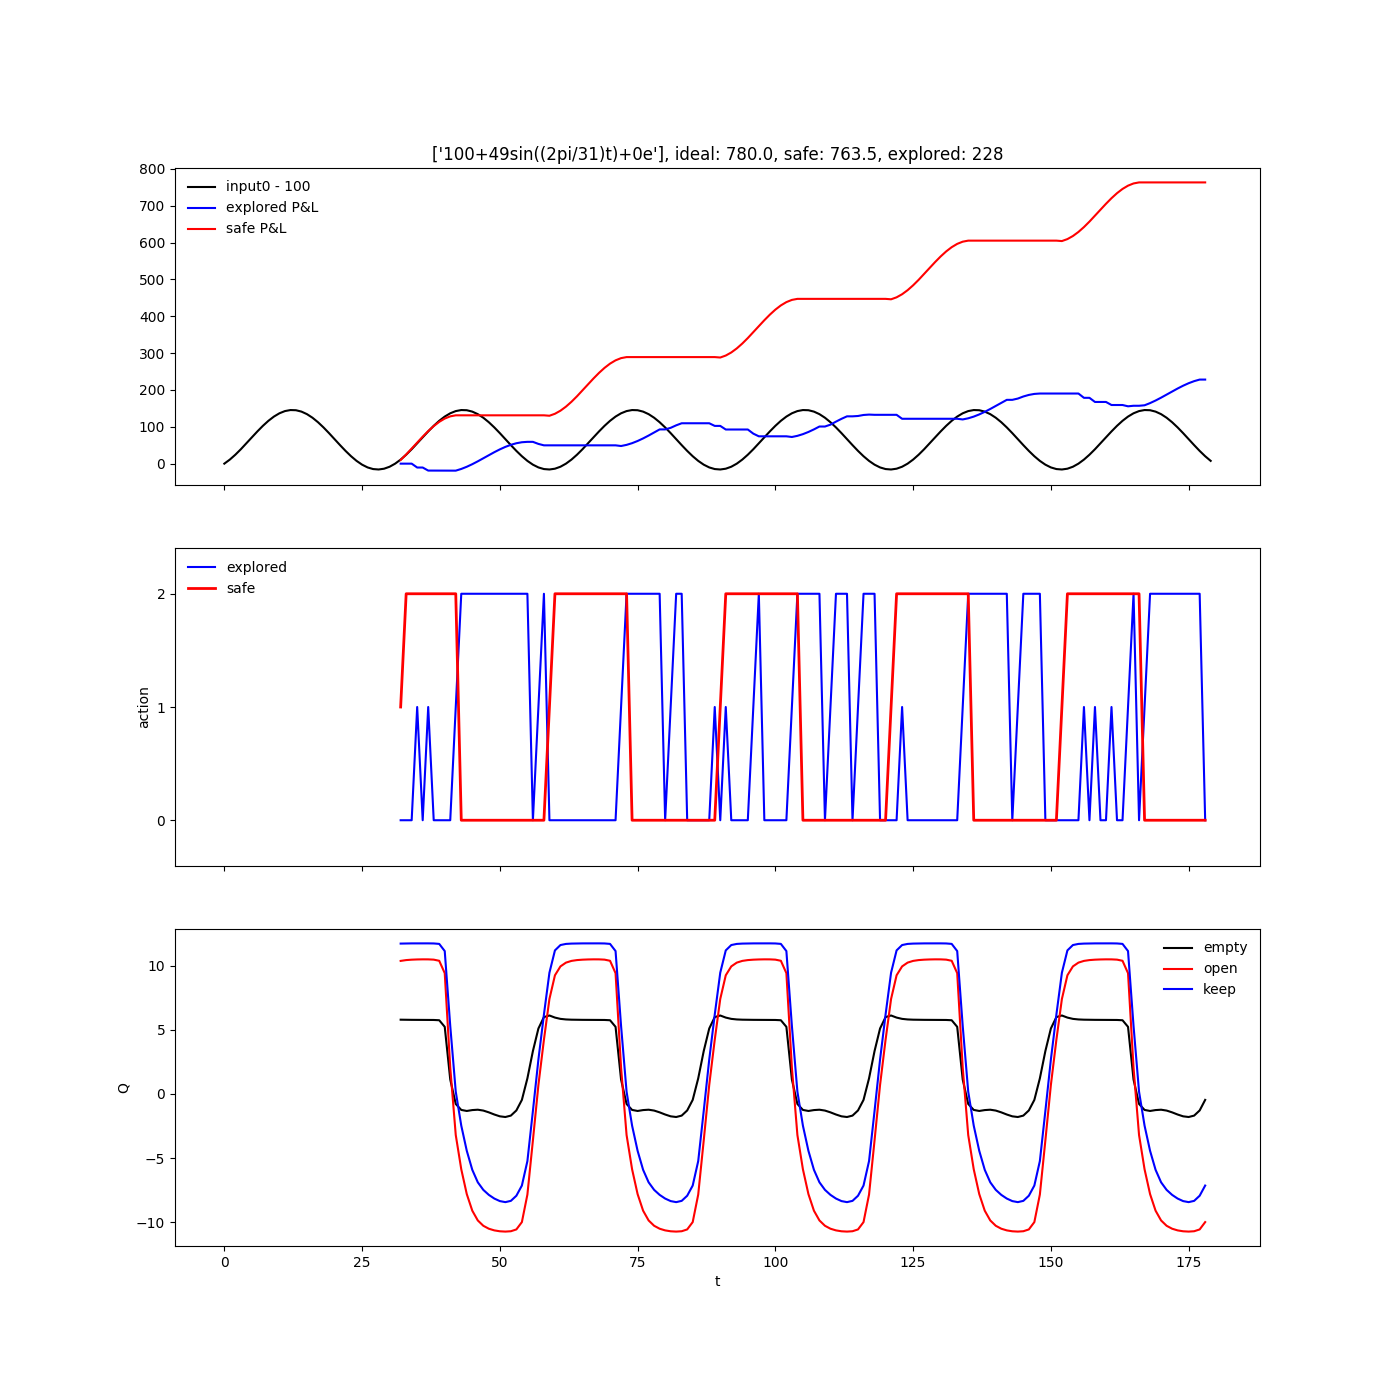 ['100+49sin((2pi/31)t)+0e'], ideal: 780.0, safe: 763.5, explored: 228
800
700
600
500
400
300
200
100
0
input0 - 100
explored P&L
safe P&L
action
2
1
0
explored
safe
Q
10
5
0
−5
−10
empty
open
keep
0 25 50 75 100 125 150 175
t